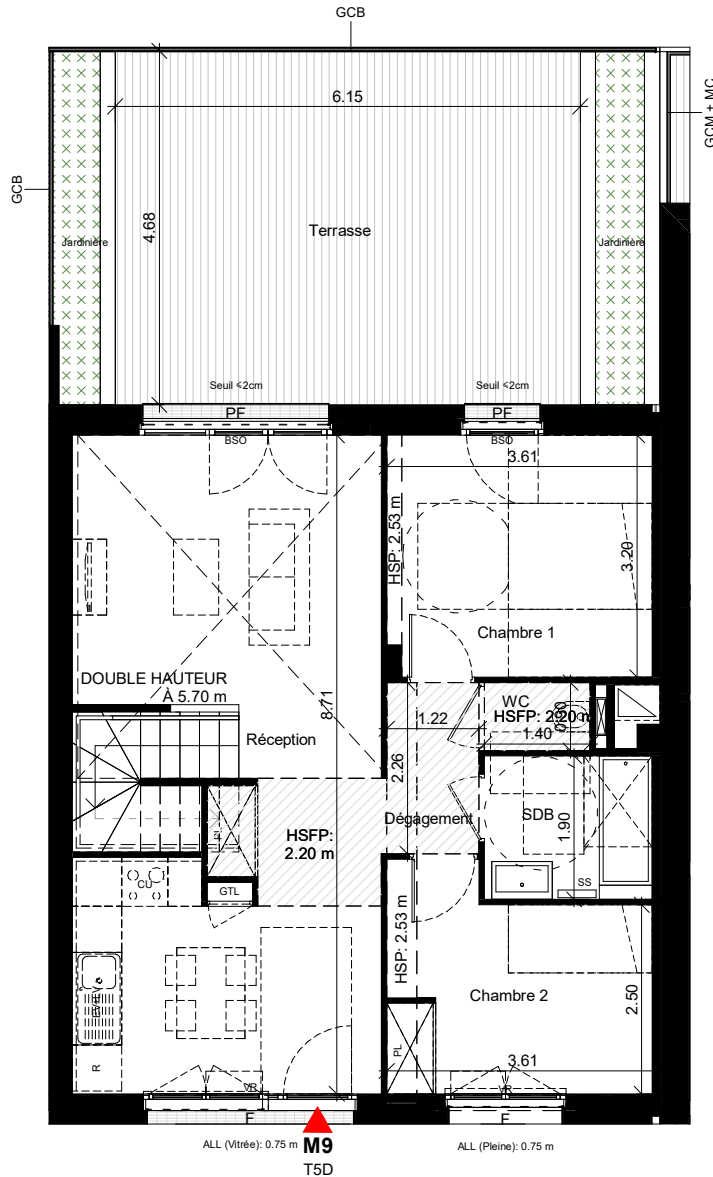 GCB
6.15
GCM + MC
GCB
4.68
Terrasse
Jardinière
Jardinière
Seuil <2cm
Seuil <2cm
PF
PF
BSO
BSO
3.61
HSP: 2.53 m
3.20
Chambre 1
DOUBLE HAUTEUR
À 5.70 m
8.71
WC
HSFP: 2.20 m
0.90
1.22
1.40
Réception
2.26
Dégagement
SDB
1.90
HSFP:
2.20 m
CU
GTL
SS
HSP: 2.53 m
EV+LV
Chambre 2
2.50
PL
R
3.61
VR
VR
F
F
ALL (Vitrée): 0.75 m
M9
ALL (Pleine): 0.75 m
T5D